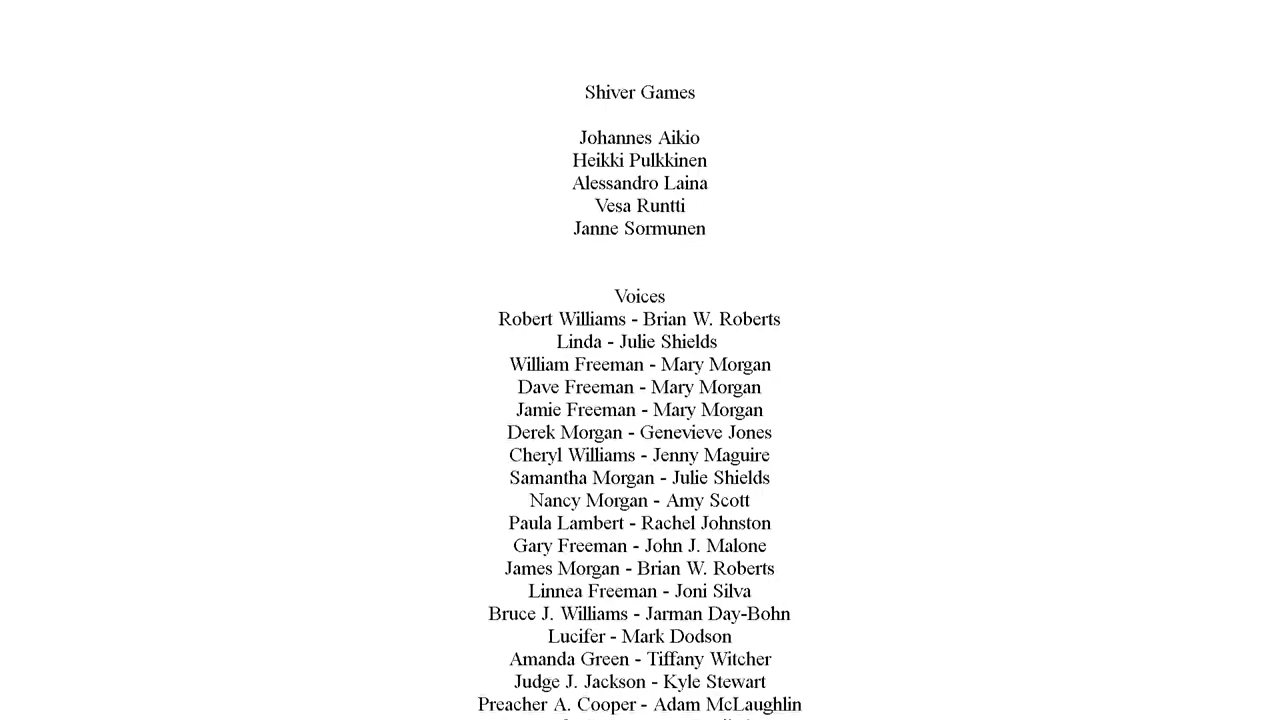 Shiver Games
Johannes Aikio
Heikki Pulkkinen
Alessandro Laina
Vesa Runtti
Janne Sormunen
Voices
Robert Williams - Brian W. Roberts
Linda - Julie Shields
William Freeman - Mary Morgan
Dave Freeman - Mary Morgan
Jamie Freeman - Mary Morgan
Derek Morgan - Genevieve Jones
Cheryl Williams - Jenny Maguire
Samantha Morgan - Julie Shields
Nancy Morgan - Amy Scott
Paula Lambert - Rachel Johnston
Gary Freeman - John J. Malone
James Morgan - Brian W. Roberts
Linnea Freeman - Joni Silva
Bruce J. Williams - Jarman Day-Bohn
Lucifer - Mark Dodson
Amanda Green - Tiffany Witcher
Judge J. Jackson - Kyle Stewart
Preacher A. Cooper - Adam McLaughlin